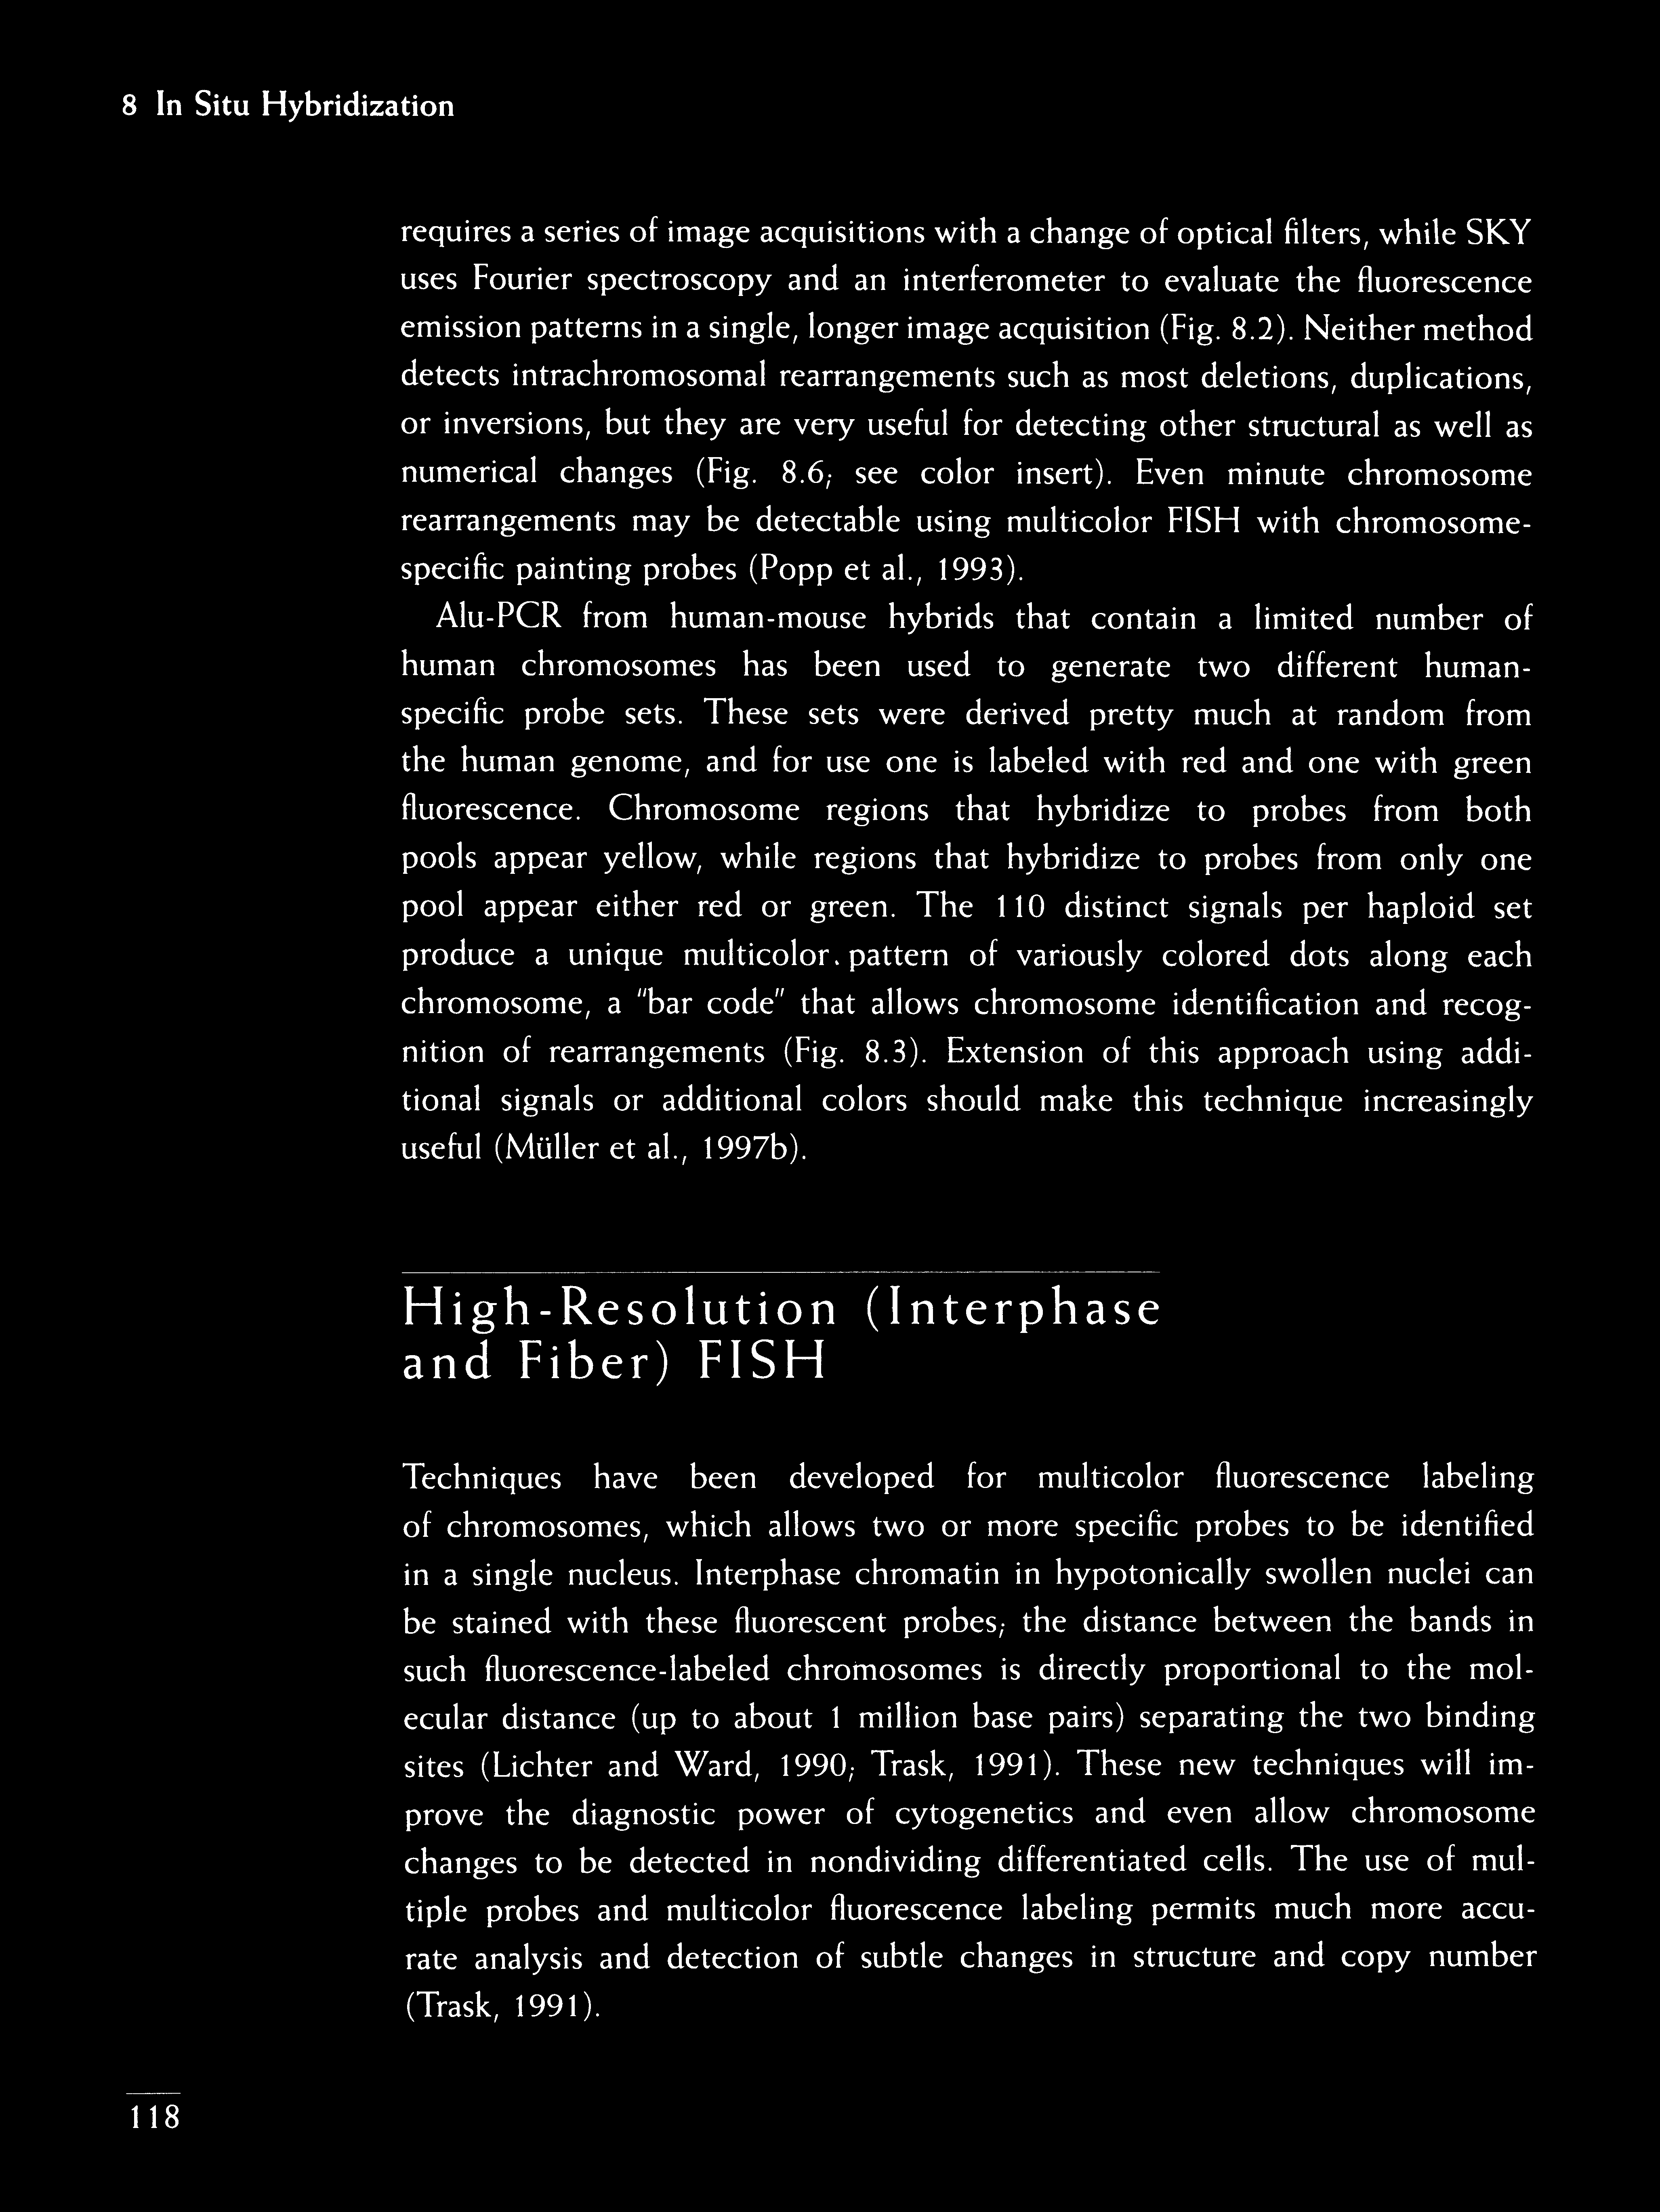 8 In Situ Hybridization
requires a series of image acquisitions with a change of optical filters, while SKY
uses Fourier spectroscopy and an interferometer to evaluate the fluorescence
emission patterns in a single, longer image acquisition (Fig. 8.2). Neither method
detects intrachromosomal rearrangements such as most deletions, duplications,
or inversions, but they are very useful for detecting other structural as well as
numerical changes (Fig. 8.6; see color insert). Even minute chromosome
rearrangements may be detectable using multicolor FISH with chromosome-
specific painting probes (Popp et al., 1993).
Alu-PCR from human-mouse hybrids that contain a limited number of
human chromosomes has been used to generate two different human-
specific probe sets. These sets were derived pretty much at random from
the human genome, and for use one is labeled with red and one with green
fluorescence. Chromosome regions that hybridize to probes from both
pools appear yellow, while regions that hybridize to probes from only one
pool appear either red or green. The 110 distinct signals per haploid set
produce a unique multicolor. pattern of variously colored dots along each
chromosome, a "bar code" that allows chromosome identification and recog-
nition of rearrangements (Fig. 8.3). Extension of this approach using addi-
tional signals or additional colors should make this technique increasingly
useful (Müller et al., 1997b).
High-Resolution (Interphase
and Fiber) FISH
Techniques have been developed for multicolor fluorescence labeling
of chromosomes, which allows two or more specific probes to be identified
in a single nucleus. Interphase chromatin in hypotonically swollen nuclei can
be stained with these fluorescent probes; the distance between the bands in
such fluorescence-labeled chromosomes is directly proportional to the mol-
ecular distance (up to about 1 million base pairs) separating the two binding
sites (Lichter and Ward, 1990; Trask, 1991). These new techniques will im-
prove the diagnostic power of cytogenetics and even allow chromosome
changes to be detected in nondividing differentiated cells. The use of mul-
tiple probes and multicolor fluorescence labeling permits much more accu-
rate analysis and detection of subtle changes in structure and copy number
(Trask, 1991).
118